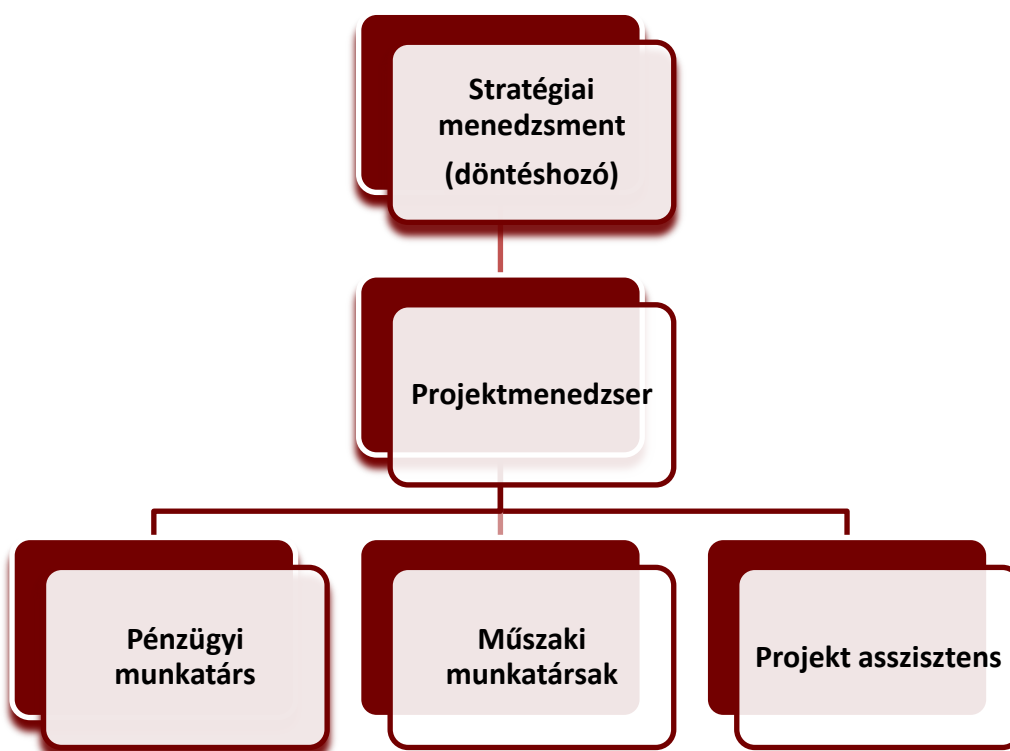 Stratégiai
menedzsment
(döntéshozó)
Projektmenedzser
Pénzügyi
munkatárs
Műszaki
munkatársak
Projekt asszisztens